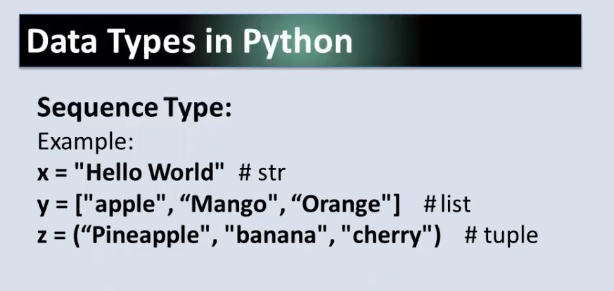 Data Types in Python
Sequence Type:
Example:
x = "Hello World" # str
y = ["apple", “Mango", “Orange"] #list
z = (“Pineapple", "banana", "cherry") # tuple